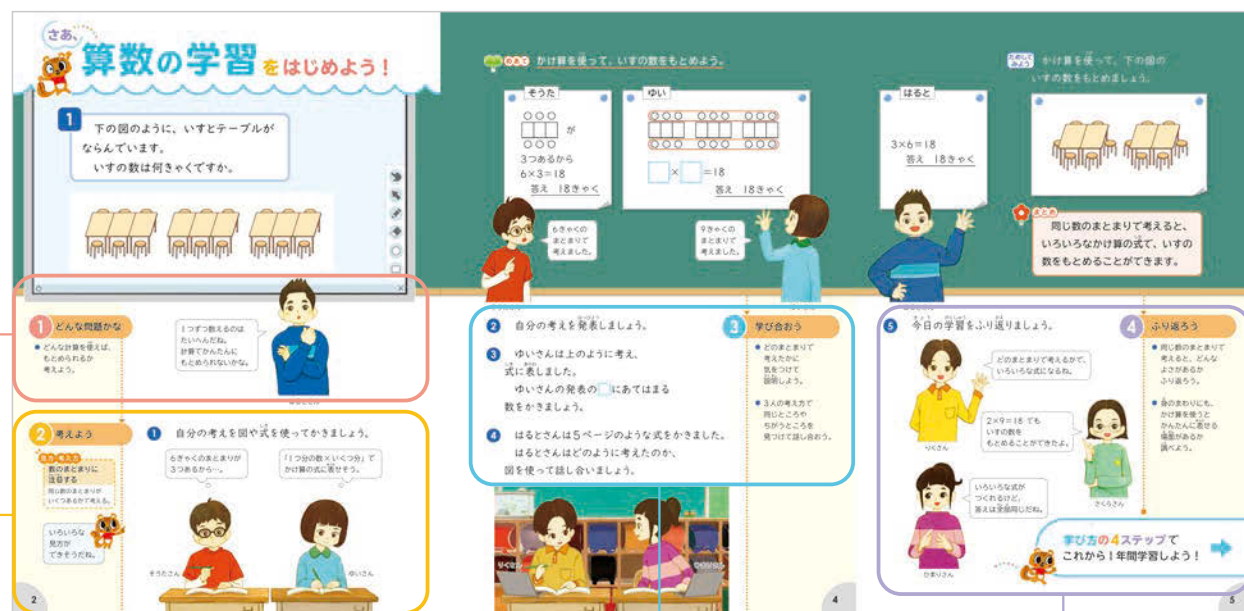 さあ、
算数の学習をはじめよう!
1
下の図のように、いすとテーブルが
ならんでいます。
いすの数は何きゃくですか。
1 どんな問題かな
どんな計算を使えば、
もとめられるか
考えよう。
1つずつ数えるのは
たいへんだね。
計算でかんたんに
もとめられないかな。
2 考えよう
見方・考え方
数のまとまりに
注目する
同じ数のまとまりが
いくつあるかで考える。
いろいろな
見方が
できそうだね。
1 自分の考えを図や式を使ってかきましょう。
6きゃくのまとまりが
3つあるから…。
「1つ分の数×いくつ分」で
かけ算の式に表せそう。
そうたさん
ゆいさん
2
めあて かけ算を使って、いすの数をもとめよう。
そうた
が
3つあるから
6×3=18
答え 18きゃく
6きゃくの
まとまりで
考えました。
ゆい
×
=18
答え 18きゃく
9きゃくの
まとまりで
考えました。
2 自分の考えを発表しましょう。
3 ゆいさんは上のように考え、
式に表しました。
ゆいさんの発表の□にあてはまる
数をかきましょう。
4 はるとさんは5ページのような式をかきました。
はるとさんはどのように考えたのか、
図を使って話し合いましょう。
3 学び合おう
どのまとまりで
考えたかに
気をつけて
説明しよう。
3人の考え方で
同じところや
ちがうところを
見つけて話し合おう。
りくさん
4
はると
3×6=18
答え 18きゃく
ためして
みよう
かけ算を使って、下の図の
いすの数をもとめましょう。
まとめ
同じ数のまとまりで考えると、
いろいろなかけ算の式で、いすの
数をもとめることができます。
5 今日の学習をふり返りましょう。
どのまとまりで考えるかで、
いろいろな式になるね。
りくさん
2×9=18 でも
いすの数を
もとめることができたよ。
さくらさん
いろいろな式が
つくれるけど、
答えは全部同じだね。
ひまりさん
4 ふり返ろう
同じ数のまとまりで
考えると、どんな
よさがあるか
ふり返ろう。
身のまわりにも、
かけ算を使うと
かんたんに表せる
場面があるか
調べよう。
学び方の4ステップで
これから1年間学習しよう!
5